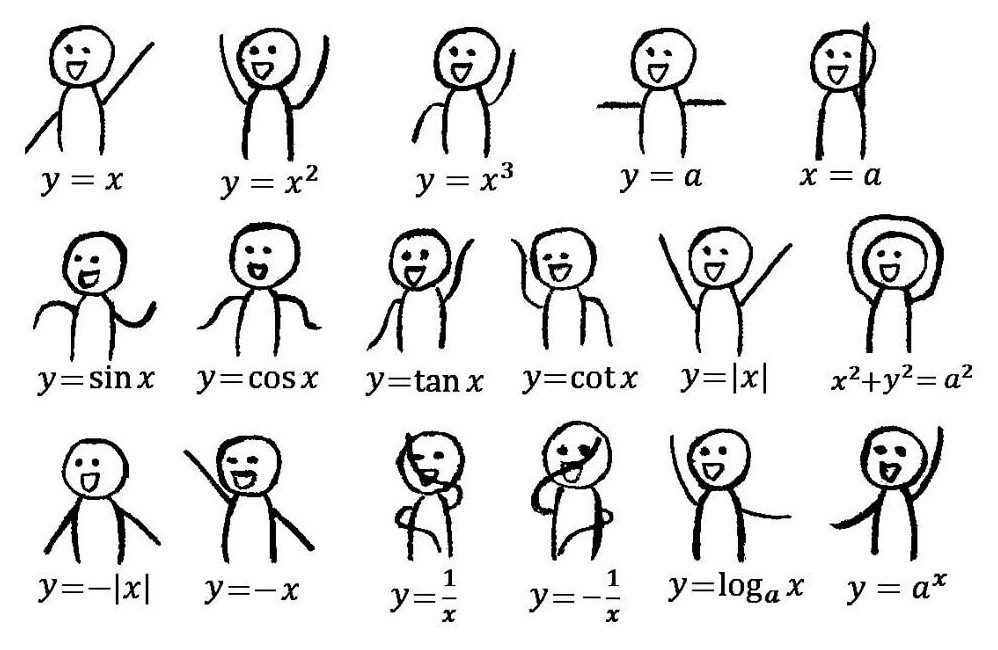 y = x y = x² y = x³ y = a x = a
y=sin x y=cos x y=tan x y=cot x y=|x| x²+y²=a²
y=−|x| y=−x y=1/x y=−1/x y=logₐ x y = aˣ